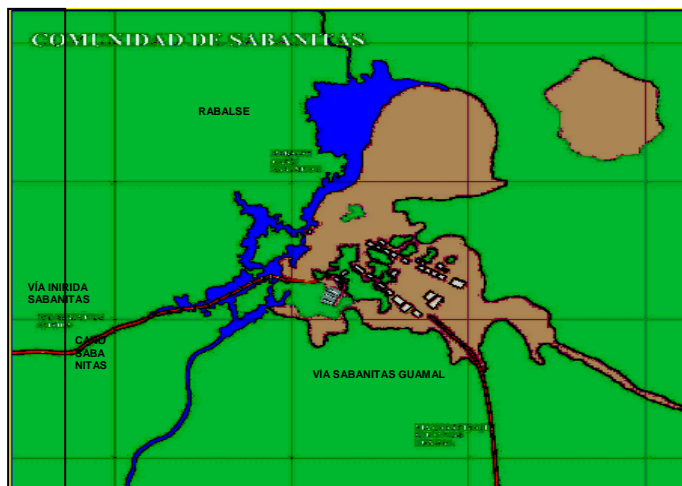 COMUNIDAD DE SABANITAS
RABALSE
VÍA INIRIDA
SABANITAS
CAÑO
SABA
NITAS
VIA SABANITAS GUAMAL